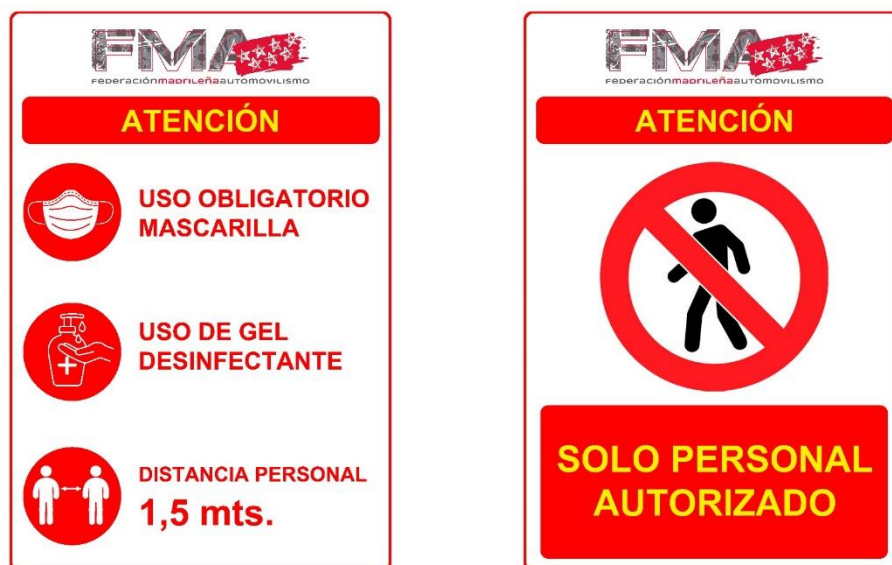 FMA
FEDERACIÓNMADRILEÑAAUTOMOVILISMO
ATENCIÓN
USO OBLIGATORIO
MASCARILLA
USO DE GEL
DESINFECTANTE
DISTANCIA PERSONAL
1,5 mts.
FMA
FEDERACIÓNMADRILEÑAAUTOMOVILISMO
ATENCIÓN
SOLO PERSONAL
AUTORIZADO